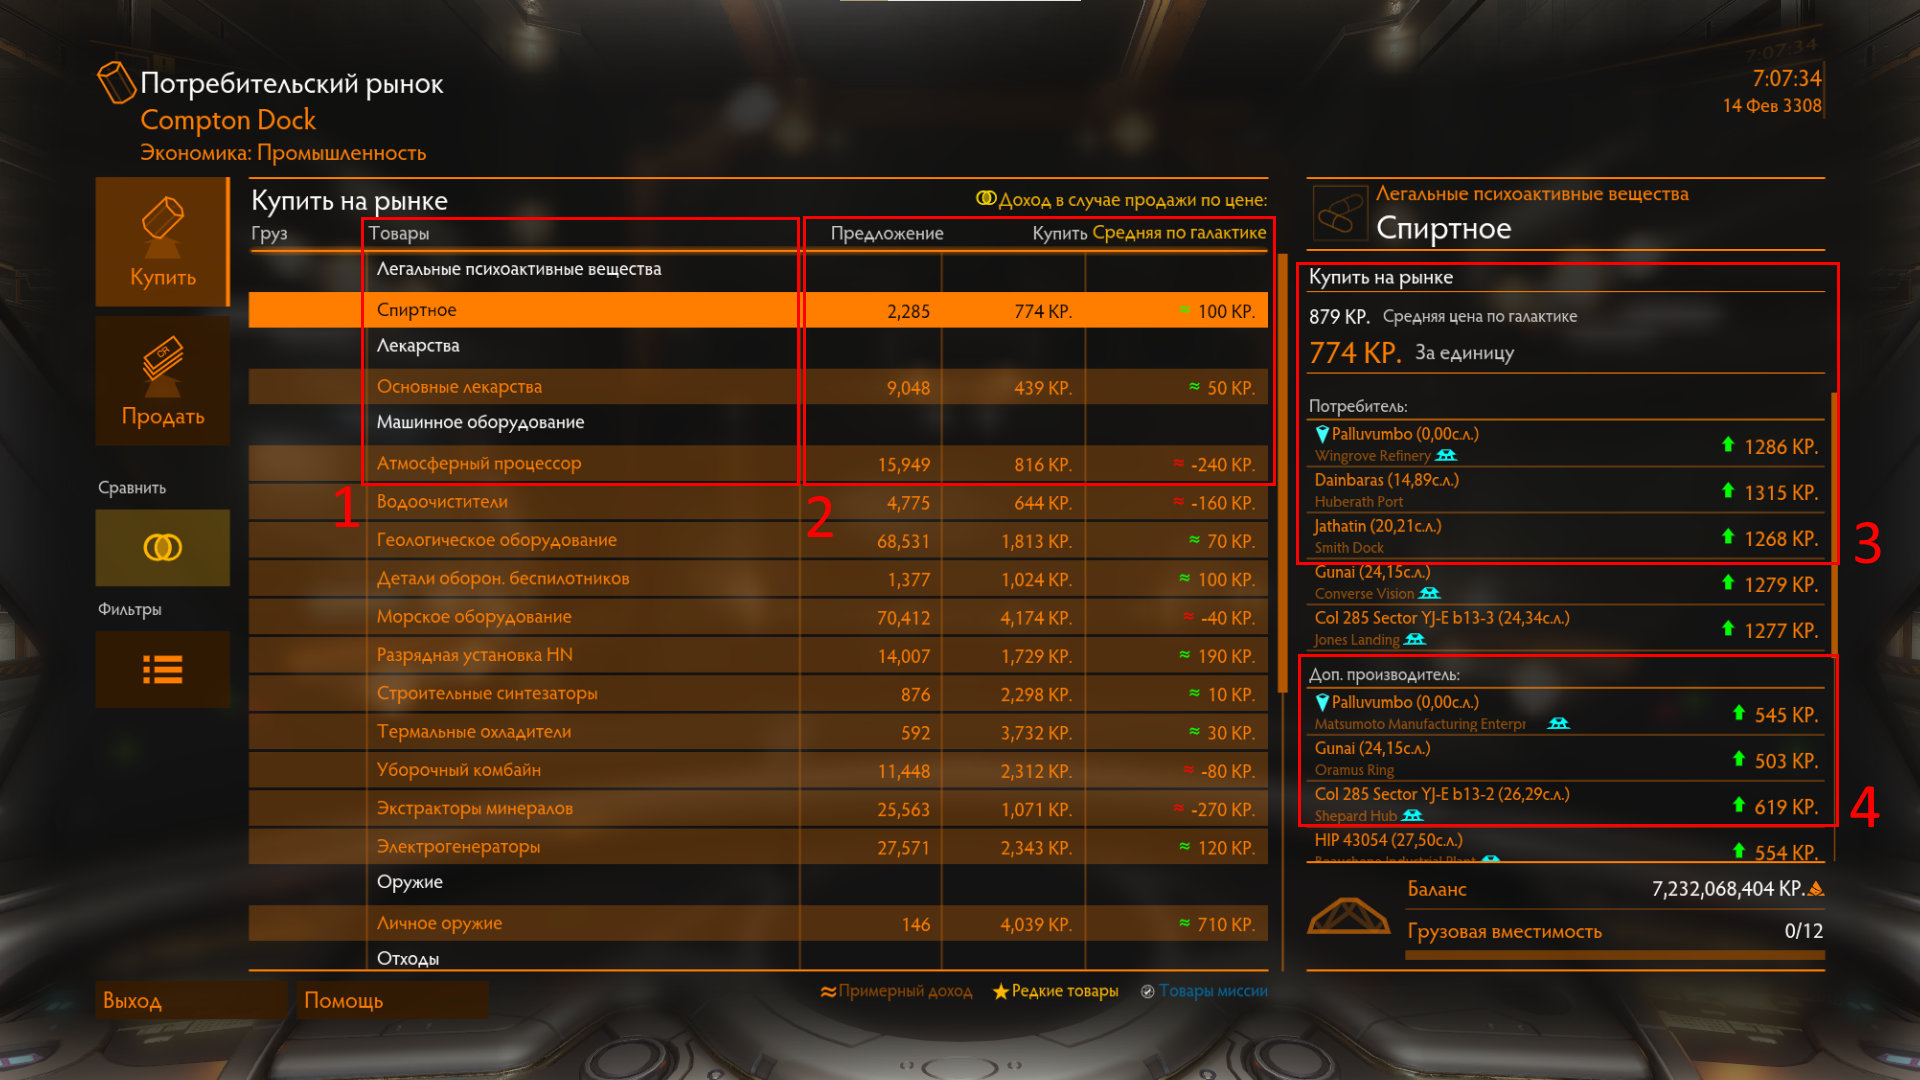 Потребительский рынок
Compton Dock
Экономика: Промышленность
7:07:34
7:07:34
14 Фев 3308
Купить
Продать
Сравнить
Фильтры
Купить на рынке
Доход в случае продажи по цене:
Груз Товары Предложение Купить Средняя по галактике
Легальные психоактивные вещества
Спиртное 2,285 774 КР. ≈ 100 КР.
Лекарства
Основные лекарства 9,048 439 КР. ≈ 50 КР.
Машинное оборудование
Атмосферный процессор 15,949 816 КР. ≈ -240 КР.
Водоочистители 4,775 644 КР. ≈ -160 КР.
Геологическое оборудование 68,531 1,813 КР. ≈ 70 КР.
Детали оборон. беспилотников 1,377 1,024 КР. ≈ 100 КР.
Морское оборудование 70,412 4,174 КР. ≈ -40 КР.
Разрядная установка HN 14,007 1,729 КР. ≈ 190 КР.
Строительные синтезаторы 876 2,298 КР. ≈ 10 КР.
Термальные охладители 592 3,732 КР. ≈ 30 КР.
Уборочный комбайн 11,448 2,312 КР. ≈ -80 КР.
Экстракторы минералов 25,563 1,071 КР. ≈ -270 КР.
Электрогенераторы 27,571 2,343 КР. ≈ 120 КР.
Оружие
Личное оружие 146 4,039 КР. ≈ 710 КР.
Отходы
1
2
≈ Примерный доход ★ Редкие товары Товары миссии
Выход
Помощь
Легальные психоактивные вещества
Спиртное
Купить на рынке
879 КР. Средняя цена по галактике
774 КР. За единицу
Потребитель:
Palluvumbo (0,00с.л.) 1286 КР.
Wingrove Refinery
Dainbaras (14,89с.л.) 1315 КР.
Huberath Port
Jathatin (20,21с.л.) 1268 КР.
Smith Dock
3
Gunai (24,15с.л.) 1279 КР.
Converse Vision
Col 285 Sector YJ-E b13-3 (24,34с.л.) 1277 КР.
Jones Landing
Доп. производитель:
Palluvumbo (0,00с.л.) 545 КР.
Matsumoto Manufacturing Enterpr
Gunai (24,15с.л.) 503 КР.
Oramus Ring
Col 285 Sector YJ-E b13-2 (26,29с.л.) 619 КР.
Shepard Hub
4
HIP 43054 (27,50с.л.) 554 КР.
Баланс 7,232,068,404 КР.
Грузовая вместимость 0/12